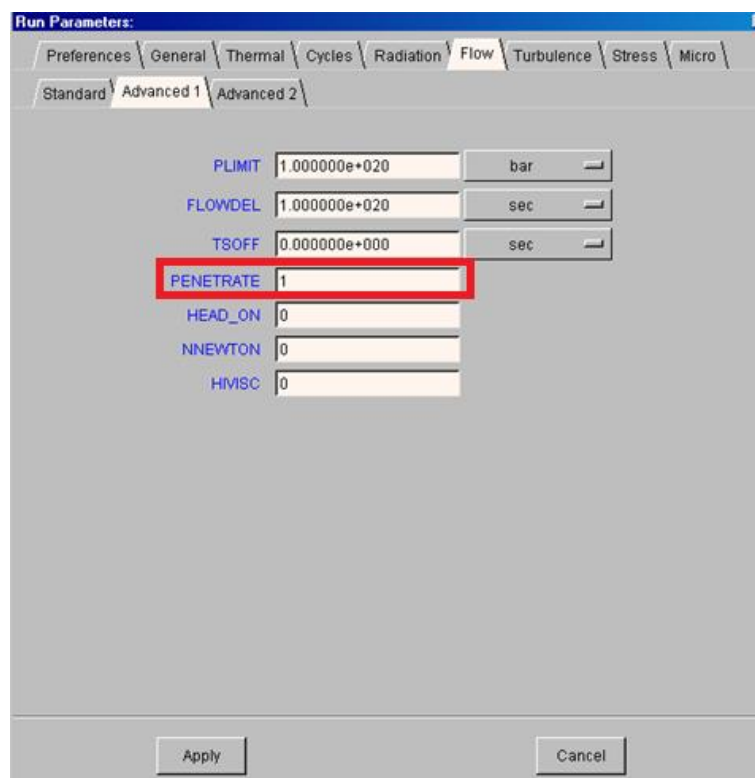 Run Parameters:
Preferences General Thermal Cycles Radiation Flow Turbulence Stress Micro
Standard Advanced 1 Advanced 2
PLIMIT 1.000000e+020 bar
FLOWDEL 1.000000e+020 sec
TSOFF 0.000000e+000 sec
PENETRATE 1
HEAD_ON 0
NNEWTON 0
HIVISC 0
Apply Cancel